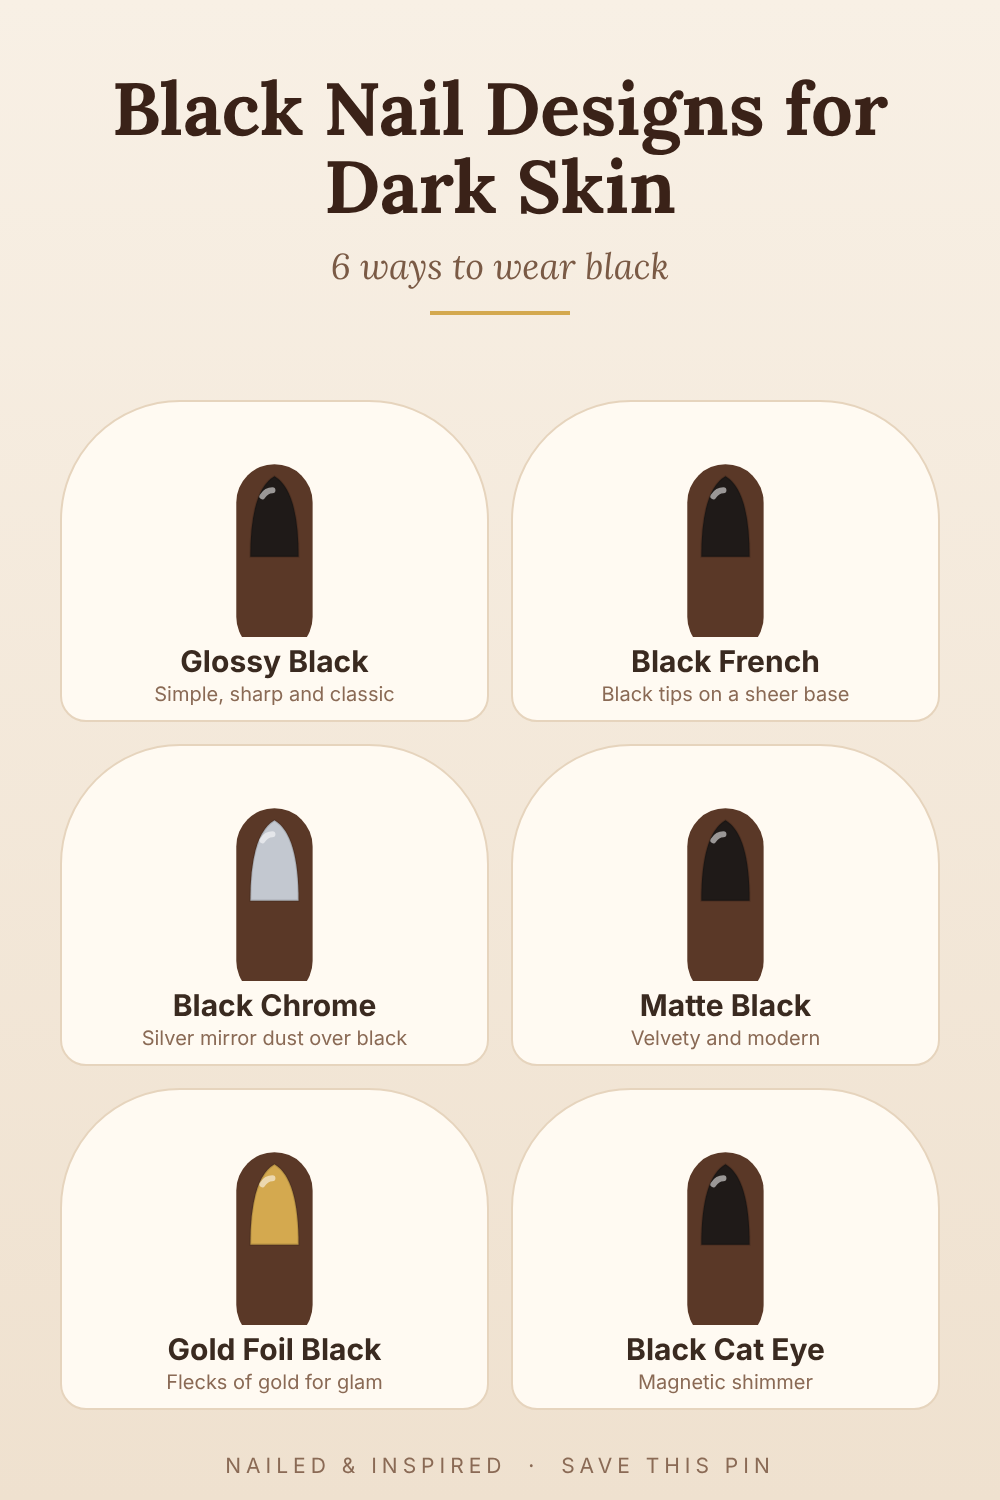 Black Nail Designs for
Dark Skin
6 ways to wear black
Glossy Black
Simple, sharp and classic
Black French
Black tips on a sheer base
Black Chrome
Silver mirror dust over black
Matte Black
Velvety and modern
Gold Foil Black
Flecks of gold for glam
Black Cat Eye
Magnetic shimmer
NAILED & INSPIRED · SAVE THIS PIN